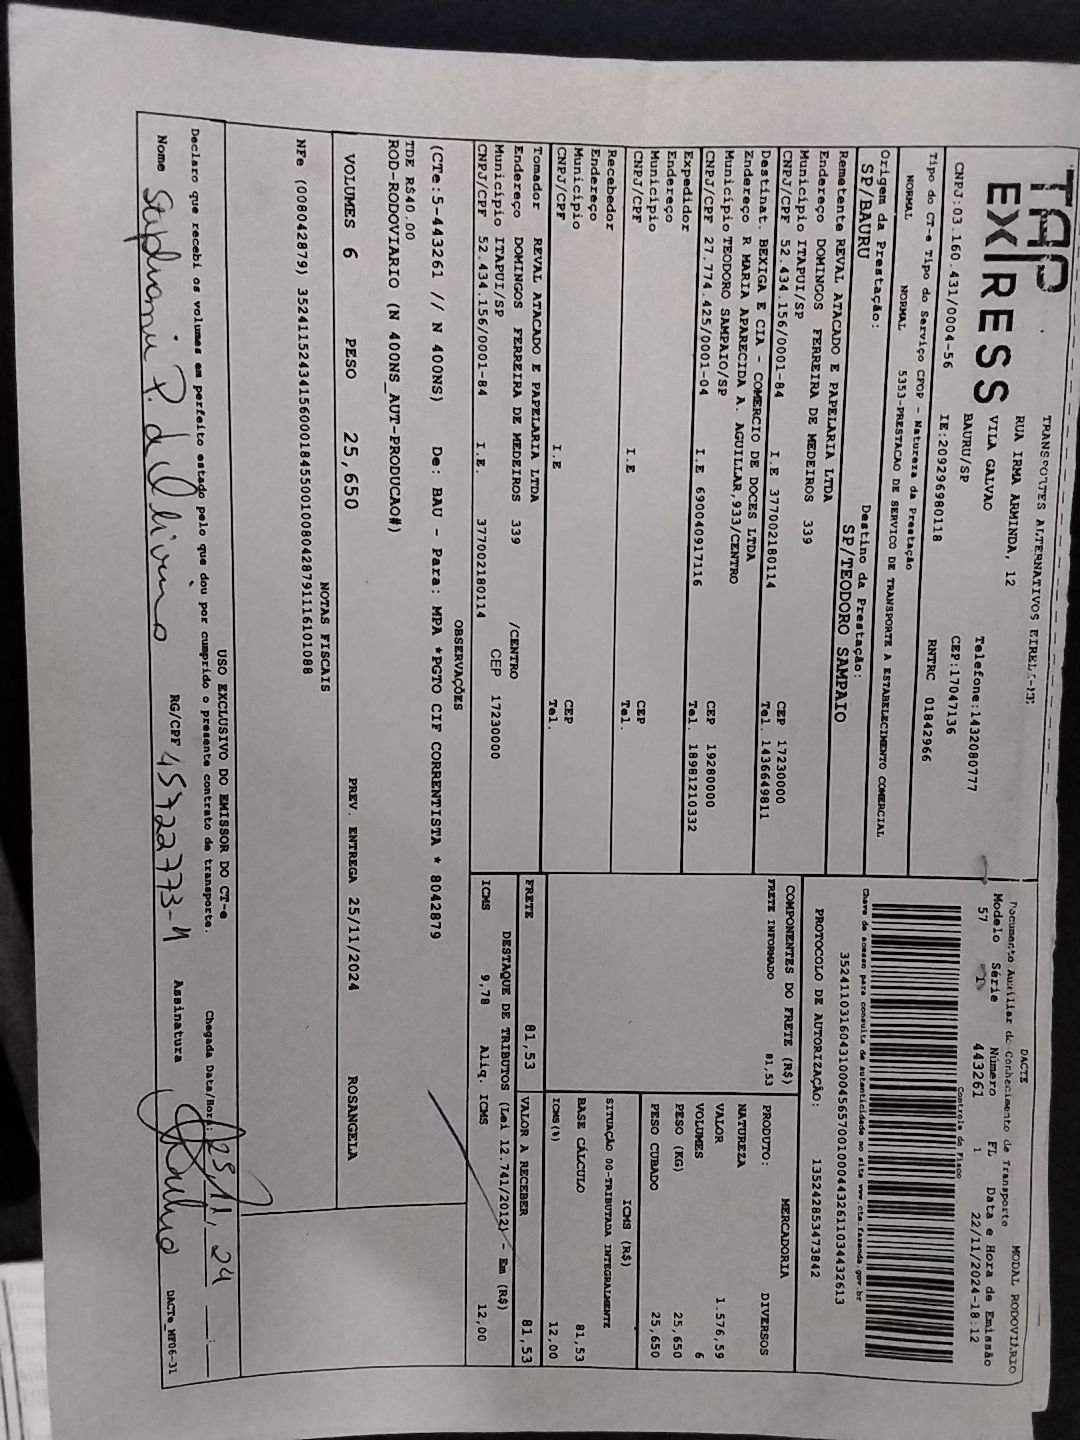 TAP EXPRESS
TRANSPORTES ALTERNATIVOS EIRELI-ME
RUA IRMA ARMINDA, 12
VILA GALVAO
BAURU/SP
Telefone:1432080777
CEP:17047136
CNPJ:03.160.431/0004-56 IE:209296980118 RNTRC 01842966
DACTE
Documento Auxiliar de Conhecimento de Transporte MODAL RODOVIÁRIO
Modelo Série Número FL Data e Hora de Emissão
57 1 443261 1 22/11/2024-18:12
Controle do Fisco
Chave de acesso para consulta de autenticidade no site www.cte.fazenda.gov.br
35241103160431000456570010004432611034432613
PROTOCOLO DE AUTORIZAÇÃO: 135242853473842
Tipo do CT-e Tipo do Serviço CFOP - Natureza da Prestação
NORMAL NORMAL 5353-PRESTACAO DE SERVICO DE TRANSPORTE A ESTABELECIMENTO COMERCIAL
Origem da Prestação: Destino da Prestação:
SP/BAURU SP/TEODORO SAMPAIO
Remetente REVAL ATACADO E PAPELARIA LTDA
Endereço DOMINGOS FERREIRA DE MEDEIROS 339
Município ITAPUI/SP CEP 17230000
CNPJ/CPF 52.434.156/0001-84 I.E 377002180114 Tel. 1436649811
Destinat. BEXIGA E CIA - COMERCIO DE DOCES LTDA
Endereço R MARIA APARECIDA A. AGUILLAR,933/CENTRO
Município TEODORO SAMPAIO/SP CEP 19280000
CNPJ/CPF 27.774.425/0001-04 I.E 690040917116 Tel. 18981210332
Expedidor
Endereço
Município CEP
CNPJ/CPF I.E Tel.
Recebedor
Endereço
Município CEP
CNPJ/CPF I.E Tel.
Tomador REVAL ATACADO E PAPELARIA LTDA
Endereço DOMINGOS FERREIRA DE MEDEIROS 339 /CENTRO
Município ITAPUI/SP CEP 17230000
CNPJ/CPF 52.434.156/0001-84 I.E. 377002180114
COMPONENTES DO FRETE (R$)
FRETE INFORMADO 81,53
PRODUTO: MERCADORIA
NATUREZA DIVERSOS
VALOR 1.576,59
VOLUMES 6
PESO (KG) 25,650
PESO CUBADO 25,650
ICMS (R$)
SITUAÇÃO 00-TRIBUTADA INTEGRALMENTE
BASE CÁLCULO 81,53
ICMS(%) 12,00
FRETE 81,53 VALOR A RECEBER 81,53
DESTAQUE DE TRIBUTOS (Lei 12.741/2012) - Em (R$)
ICMS 9,78 Aliq. ICMS 12,00
OBSERVAÇÕES
(CTe:5-443261 // N 400NS) De: BAU - Para: MPA *PGTO CIF CORRENTISTA * 8042879
TDE R$40.00
ROD-RODOVIARIO (N 400NS_AUT-PRODUCAO#)
VOLUMES 6 PESO 25,650 PREV. ENTREGA 25/11/2024 ROSANGELA
NOTAS FISCAIS
NFe (008042879) 35241152434156000184550010080428791116101088
USO EXCLUSIVO DO EMISSOR DO CT-e
Declaro que recebi os volumes em perfeito estado pelo que dou por cumprido o presente contrato de transporte. Chegada Data/Hora: 25/11/24
Nome Stephanie P. de Oliveira RG/CPF 45722773-4 Assinatura
DACTe_MF06-31